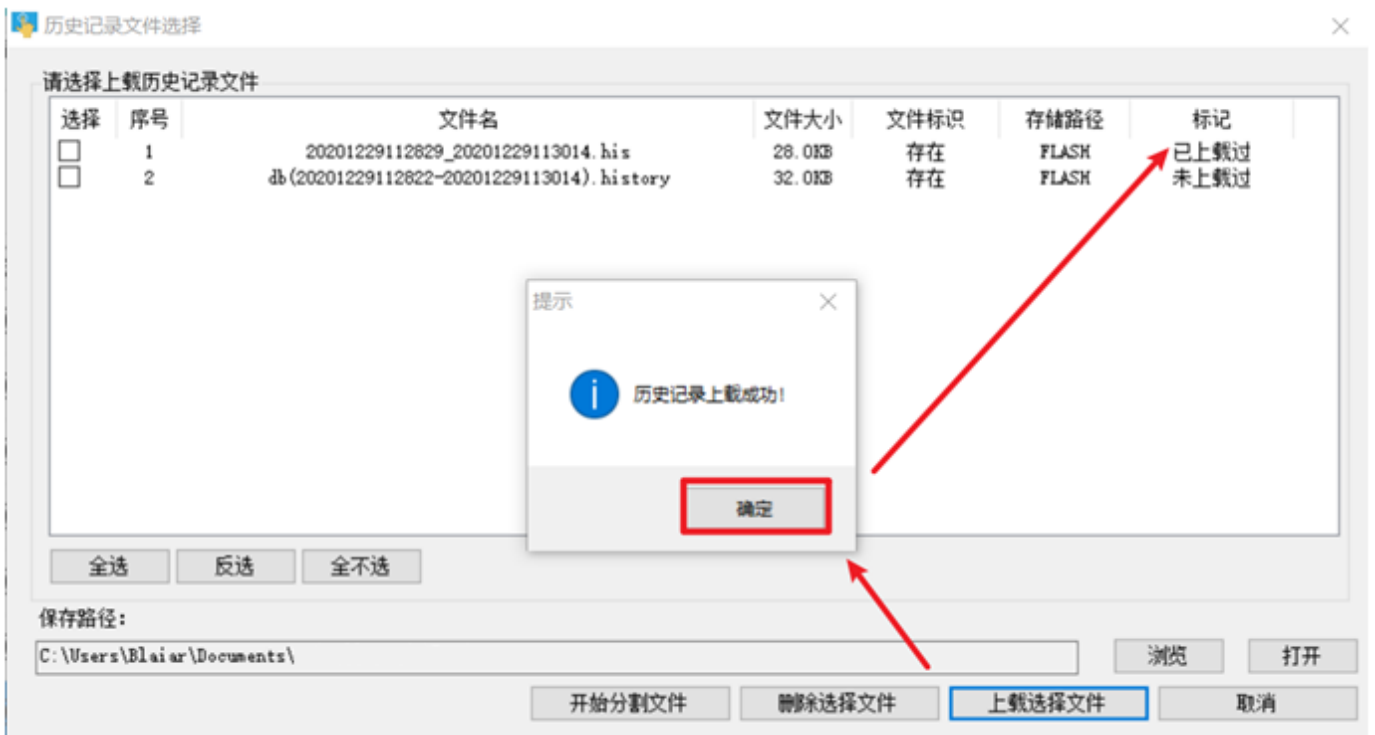 历史记录文件选择
请选择上载历史记录文件
选择 序号 文件名 文件大小 文件标识 存储路径 标记
1 20201229112829_20201229113014.his 28.0KB 存在 FLASH 已上载过
2 db(20201229112822-20201229113014).history 32.0KB 存在 FLASH 未上载过
提示
历史记录上载成功!
确定
全选 反选 全不选
保存路径:
C:\Users\Blaiar\Documents\ 浏览 打开
开始分割文件 删除选择文件 上载选择文件 取消